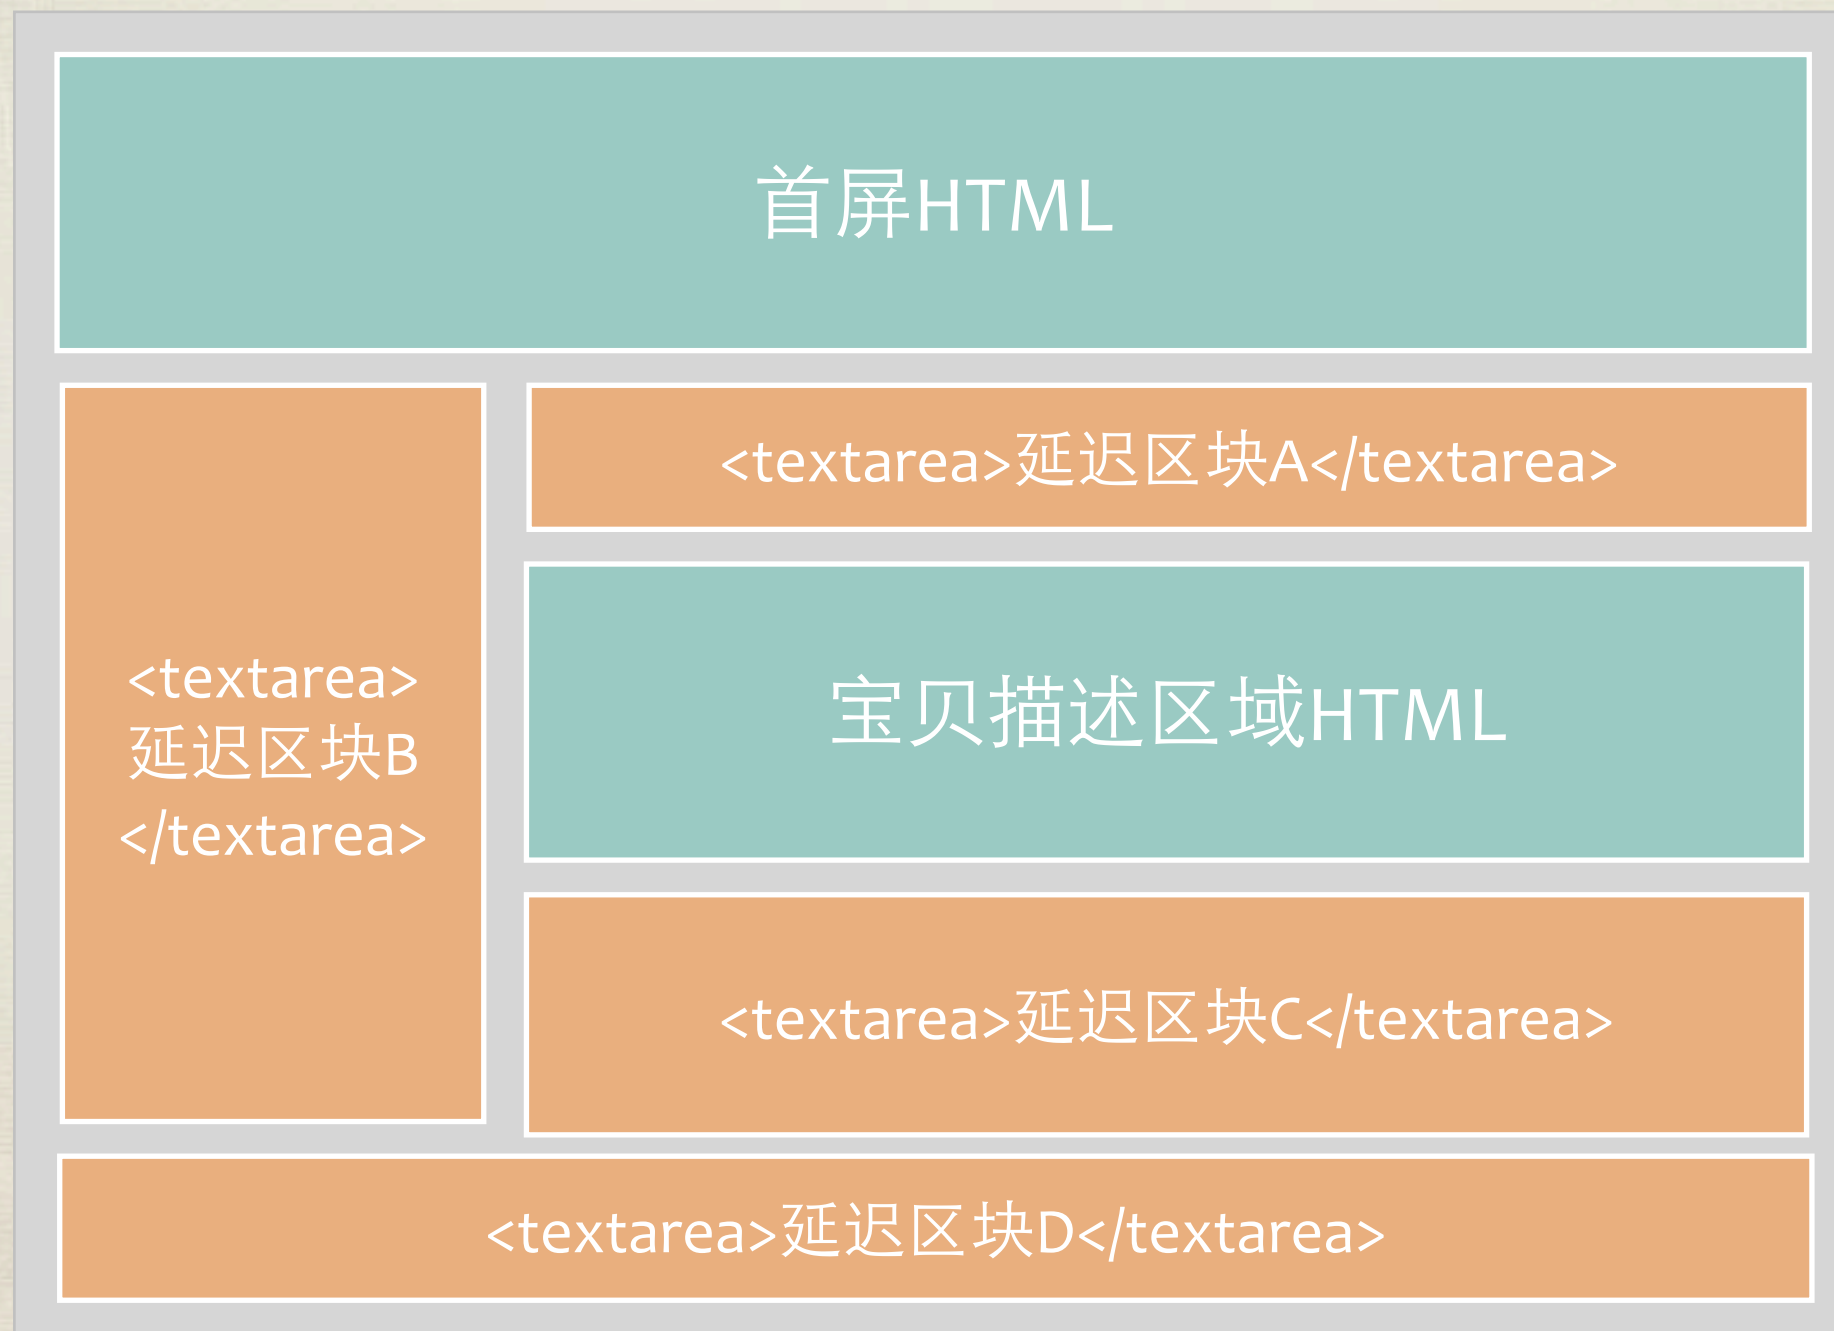 首屏HTML
<textarea>延迟区块A</textarea>
<textarea>
延迟区块B
</textarea>
宝贝描述区域HTML
<textarea>延迟区块C</textarea>
<textarea>延迟区块D</textarea>